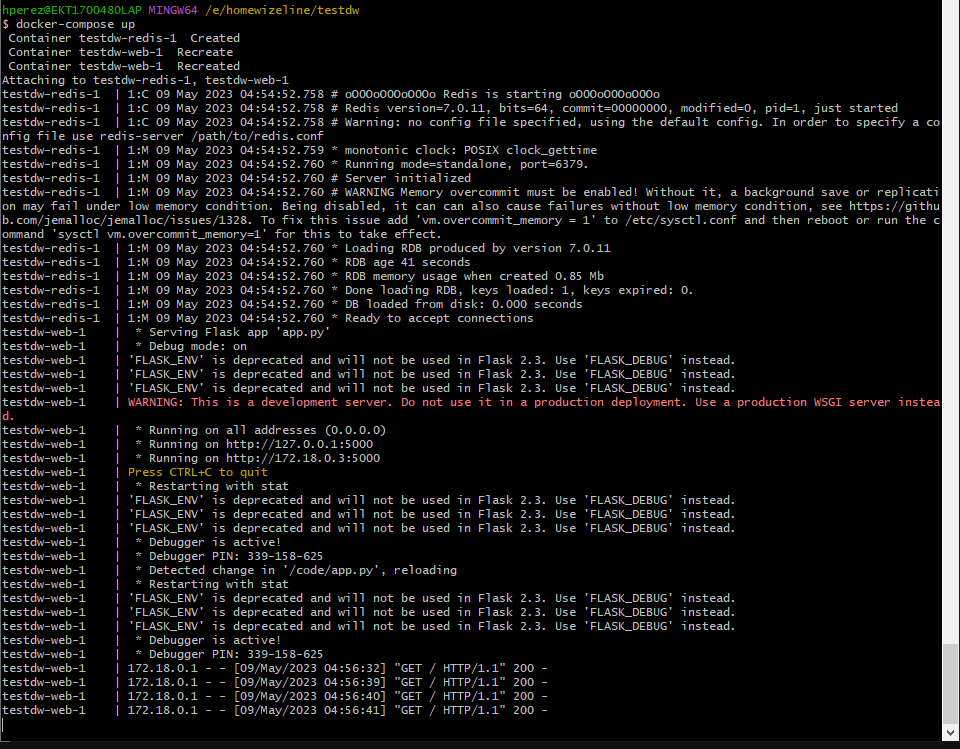 hperez@EKT170048OLAP MINGW64 /e/homewizeline/testdw
$ docker-compose up
 Container testdw-redis-1  Created
 Container testdw-web-1  Recreate
 Container testdw-web-1  Recreated
Attaching to testdw-redis-1, testdw-web-1
testdw-redis-1  | 1:C 09 May 2023 04:54:52.758 # oO0OoO0OoO0Oo Redis is starting oO0OoO0OoO0Oo
testdw-redis-1  | 1:C 09 May 2023 04:54:52.758 # Redis version=7.0.11, bits=64, commit=00000000, modified=0, pid=1, just started
testdw-redis-1  | 1:C 09 May 2023 04:54:52.758 # Warning: no config file specified, using the default config. In order to specify a co
nfig file use redis-server /path/to/redis.conf
testdw-redis-1  | 1:M 09 May 2023 04:54:52.759 * monotonic clock: POSIX clock_gettime
testdw-redis-1  | 1:M 09 May 2023 04:54:52.760 * Running mode=standalone, port=6379.
testdw-redis-1  | 1:M 09 May 2023 04:54:52.760 # Server initialized
testdw-redis-1  | 1:M 09 May 2023 04:54:52.760 # WARNING Memory overcommit must be enabled! Without it, a background save or replicati
on may fail under low memory condition. Being disabled, it can can also cause failures without low memory condition, see https://githu
b.com/jemalloc/jemalloc/issues/1328. To fix this issue add 'vm.overcommit_memory = 1' to /etc/sysctl.conf and then reboot or run the c
ommand 'sysctl vm.overcommit_memory=1' for this to take effect.
testdw-redis-1  | 1:M 09 May 2023 04:54:52.760 * Loading RDB produced by version 7.0.11
testdw-redis-1  | 1:M 09 May 2023 04:54:52.760 * RDB age 41 seconds
testdw-redis-1  | 1:M 09 May 2023 04:54:52.760 * RDB memory usage when created 0.85 Mb
testdw-redis-1  | 1:M 09 May 2023 04:54:52.760 * Done loading RDB, keys loaded: 1, keys expired: 0.
testdw-redis-1  | 1:M 09 May 2023 04:54:52.760 * DB loaded from disk: 0.000 seconds
testdw-redis-1  | 1:M 09 May 2023 04:54:52.760 * Ready to accept connections
testdw-web-1    |  * Serving Flask app 'app.py'
testdw-web-1    |  * Debug mode: on
testdw-web-1    | 'FLASK_ENV' is deprecated and will not be used in Flask 2.3. Use 'FLASK_DEBUG' instead.
testdw-web-1    | 'FLASK_ENV' is deprecated and will not be used in Flask 2.3. Use 'FLASK_DEBUG' instead.
testdw-web-1    | 'FLASK_ENV' is deprecated and will not be used in Flask 2.3. Use 'FLASK_DEBUG' instead.
testdw-web-1    | WARNING: This is a development server. Do not use it in a production deployment. Use a production WSGI server instea
d.
testdw-web-1    |  * Running on all addresses (0.0.0.0)
testdw-web-1    |  * Running on http://127.0.0.1:5000
testdw-web-1    |  * Running on http://172.18.0.3:5000
testdw-web-1    | Press CTRL+C to quit
testdw-web-1    |  * Restarting with stat
testdw-web-1    | 'FLASK_ENV' is deprecated and will not be used in Flask 2.3. Use 'FLASK_DEBUG' instead.
testdw-web-1    | 'FLASK_ENV' is deprecated and will not be used in Flask 2.3. Use 'FLASK_DEBUG' instead.
testdw-web-1    | 'FLASK_ENV' is deprecated and will not be used in Flask 2.3. Use 'FLASK_DEBUG' instead.
testdw-web-1    |  * Debugger is active!
testdw-web-1    |  * Debugger PIN: 339-158-625
testdw-web-1    |  * Detected change in '/code/app.py', reloading
testdw-web-1    |  * Restarting with stat
testdw-web-1    | 'FLASK_ENV' is deprecated and will not be used in Flask 2.3. Use 'FLASK_DEBUG' instead.
testdw-web-1    | 'FLASK_ENV' is deprecated and will not be used in Flask 2.3. Use 'FLASK_DEBUG' instead.
testdw-web-1    | 'FLASK_ENV' is deprecated and will not be used in Flask 2.3. Use 'FLASK_DEBUG' instead.
testdw-web-1    |  * Debugger is active!
testdw-web-1    |  * Debugger PIN: 339-158-625
testdw-web-1    | 172.18.0.1 - - [09/May/2023 04:56:32] "GET / HTTP/1.1" 200 -
testdw-web-1    | 172.18.0.1 - - [09/May/2023 04:56:39] "GET / HTTP/1.1" 200 -
testdw-web-1    | 172.18.0.1 - - [09/May/2023 04:56:40] "GET / HTTP/1.1" 200 -
testdw-web-1    | 172.18.0.1 - - [09/May/2023 04:56:41] "GET / HTTP/1.1" 200 -